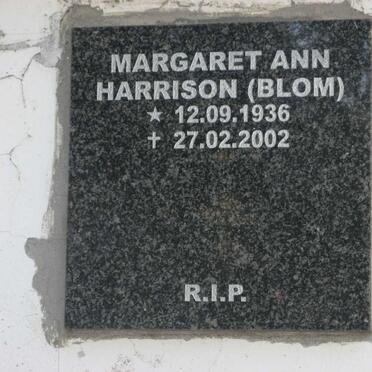 MARGARET ANN
HARRISON (BLOM)
★ 12.09.1936
✝ 27.02.2002
R.I.P.